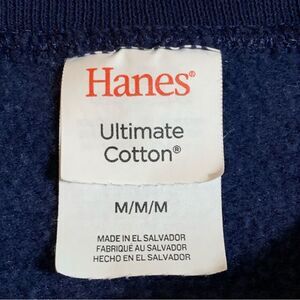 Hanes®
Ultimate
Cotton®
M/M/M
MADE IN EL SALVADOR
FABRIQUÉ AU SALVADOR
HECHO EN EL SALVADOR